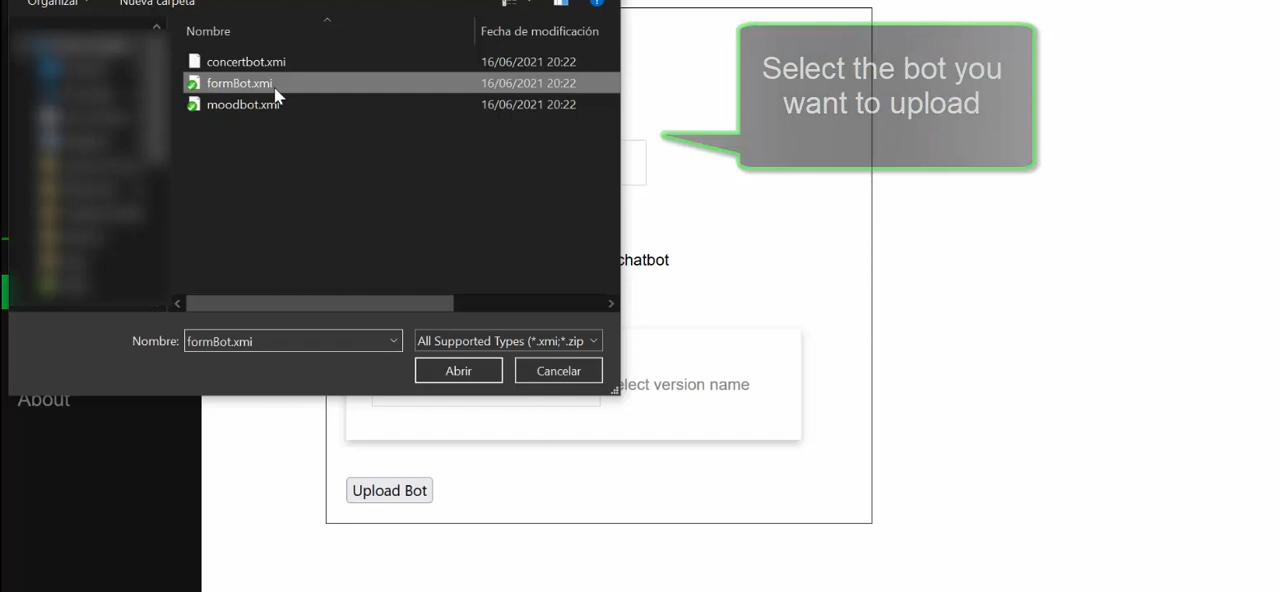 Organizar
Nueva carpeta
Nombre
Fecha de modificación
concertbot.xmi
16/06/2021 20:22
formBot.xmi
16/06/2021 20:22
moodbot.xmi
16/06/2021 20:22
Select the bot you
want to upload
chatbot
Nombre:
formBot.xmi
All Supported Types (*.xmi;*.zip
Abrir
Cancelar
elect version name
About
Upload Bot